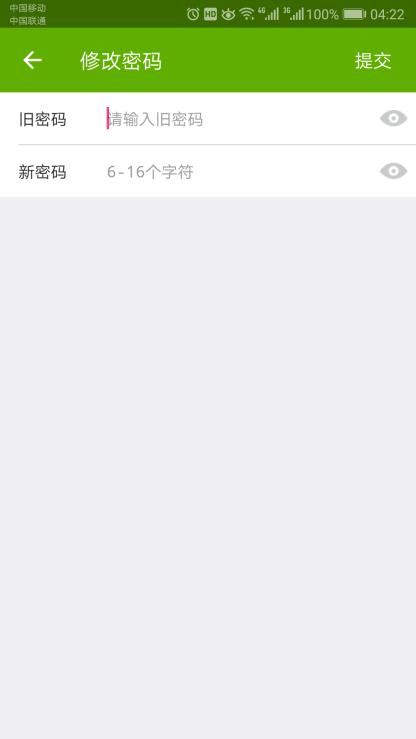 中国移动
中国联通
HD 4G 3G 100% 04:22
修改密码 提交
旧密码 请输入旧密码
新密码 6-16个字符